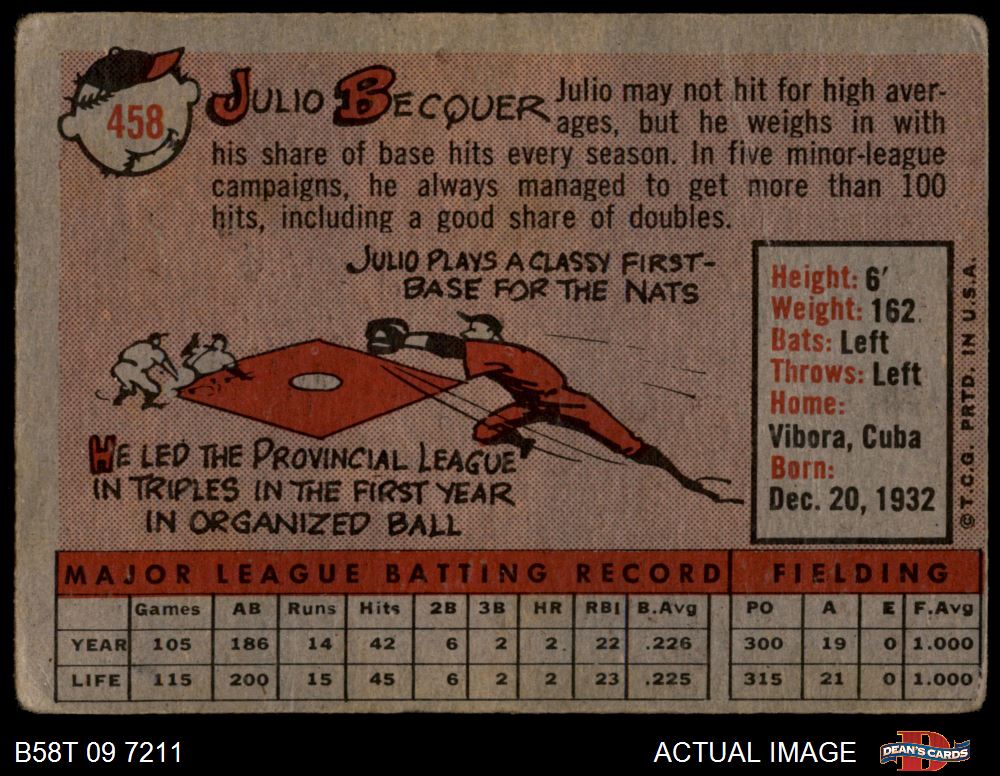 458
JULIO BECQUER
Julio may not hit for high aver-
ages, but he weighs in with
his share of base hits every season. In five minor-league
campaigns, he always managed to get more than 100
hits, including a good share of doubles.
JULIO PLAYS A CLASSY FIRST-
BASE FOR THE NATS
HE LED THE PROVINCIAL LEAGUE
IN TRIPLES IN THE FIRST YEAR
IN ORGANIZED BALL
Height: 6′
Weight: 162
Bats: Left
Throws: Left
Home:
Vibora, Cuba
Born:
Dec. 20, 1932
© T.C.G. PRTD. IN U.S.A.
MAJOR LEAGUE BATTING RECORD FIELDING
Games AB Runs Hits 2B 3B HR RBI B.Avg PO A E F.Avg
YEAR 105 186 14 42 6 2 2 22 .226 300 19 0 1.000
LIFE 115 200 15 45 6 2 2 23 .225 315 21 0 1.000
B58T 09 7211 ACTUAL IMAGE
DEAN'S CARDS